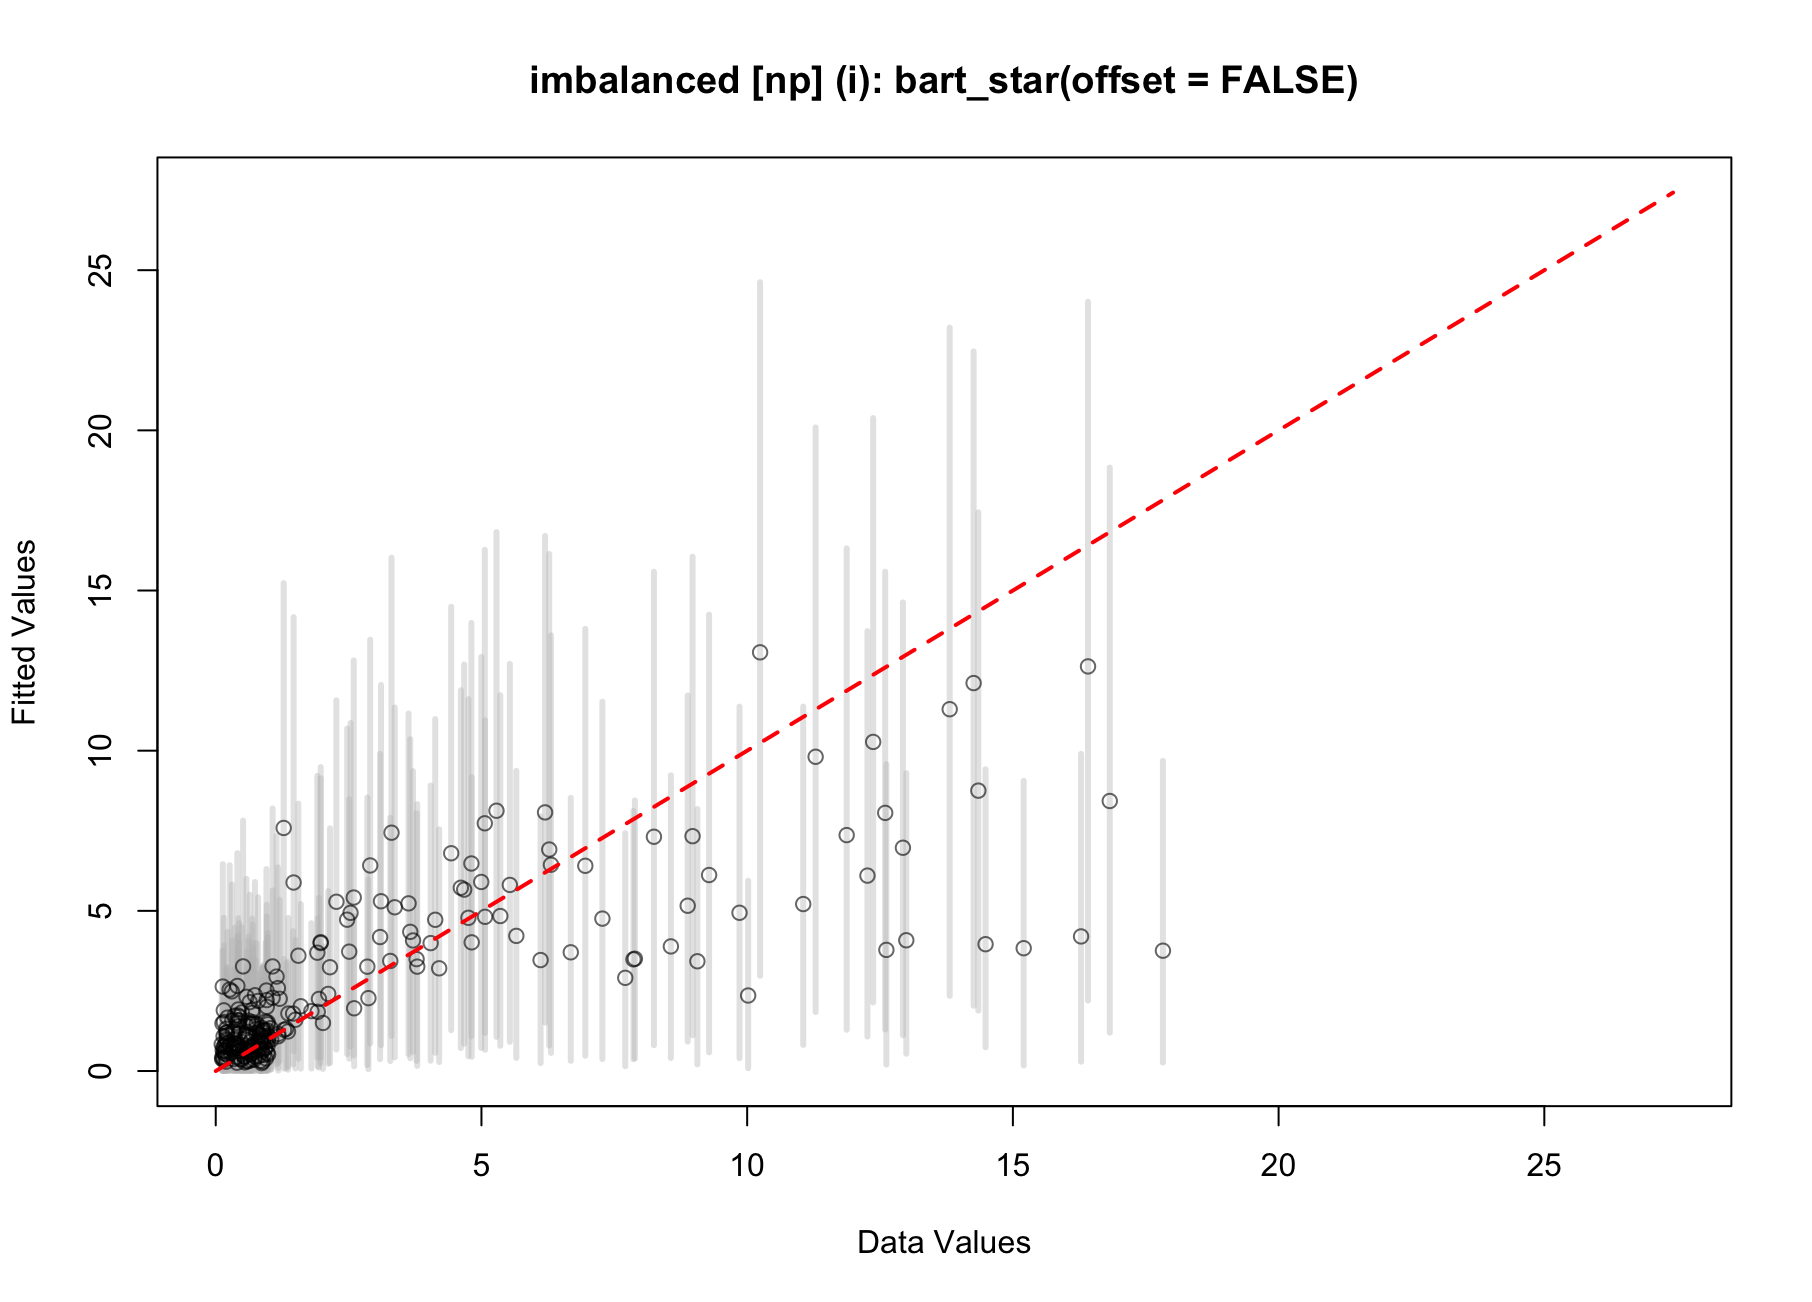 imbalanced [np] (i): bart_star(offset = FALSE)
Fitted Values
25
20
15
10
5
0
0 5 10 15 20 25
Data Values